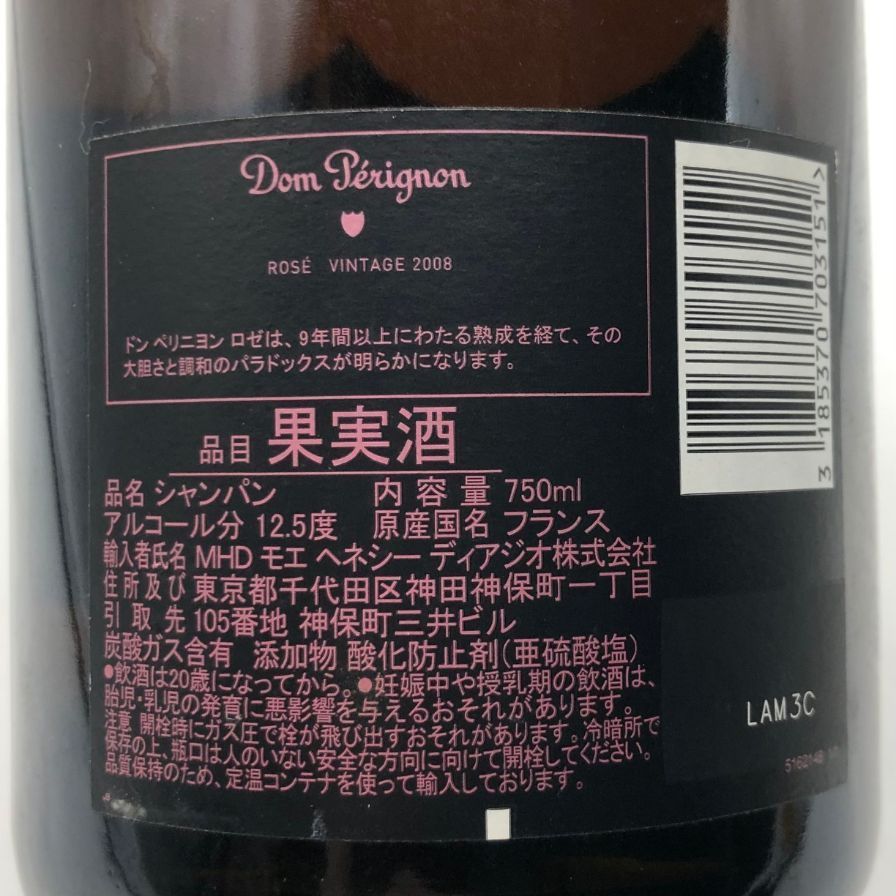 Dom Pérignon
ROSÉ VINTAGE 2008
ドン ペリニヨン ロゼは、9年間以上にわたる熟成を経て、その
大胆さと調和のパラドックスが明らかになります。
品目 果実酒
品名 シャンパン 内容量 750ml
アルコール分 12.5度 原産国名 フランス
輸入者氏名 MHD モエ ヘネシー ディアジオ株式会社
住所及び 東京都千代田区神田神保町一丁目
引取先 105番地 神保町三井ビル
炭酸ガス含有 添加物 酸化防止剤(亜硫酸塩)
●飲酒は20歳になってから。●妊娠中や授乳期の飲酒は、
胎児・乳児の発育に悪影響を与えるおそれがあります。
注意 開栓時にガス圧で栓が飛び出すおそれがあります。冷暗所で
保存の上、瓶口は人のいない安全な方向に向けて開栓してください。
品質保持のため、定温コンテナを使って輸入しております。
3 185370 703151 >
LAM3C